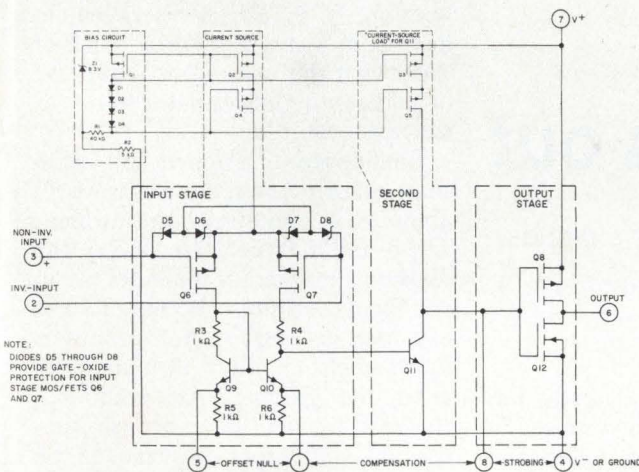 7 V+
BIAS CIRCUIT
CURRENT SOURCE
"CURRENT-SOURCE
LOAD" FOR Q11
Z1
8.3 V
Q1
Q2
Q3
D1
D2
D3
D4
Q4
Q5
R1
40 kΩ
R2
5 kΩ
INPUT STAGE
SECOND
STAGE
OUTPUT
STAGE
D5
D6
D7
D8
NON-INV.
INPUT
3 +
INV.-INPUT
2 -
Q6
Q7
Q8
OUTPUT
6
NOTE:
DIODES D5 THROUGH D8
PROVIDE GATE-OXIDE
PROTECTION FOR INPUT
STAGE MOS/FETS Q6
AND Q7.
R3
1 kΩ
R4
1 kΩ
Q9
Q10
Q11
Q12
R5
1 kΩ
R6
1 kΩ
5 OFFSET NULL 1 COMPENSATION 8 STROBING 4 V- OR GROUND